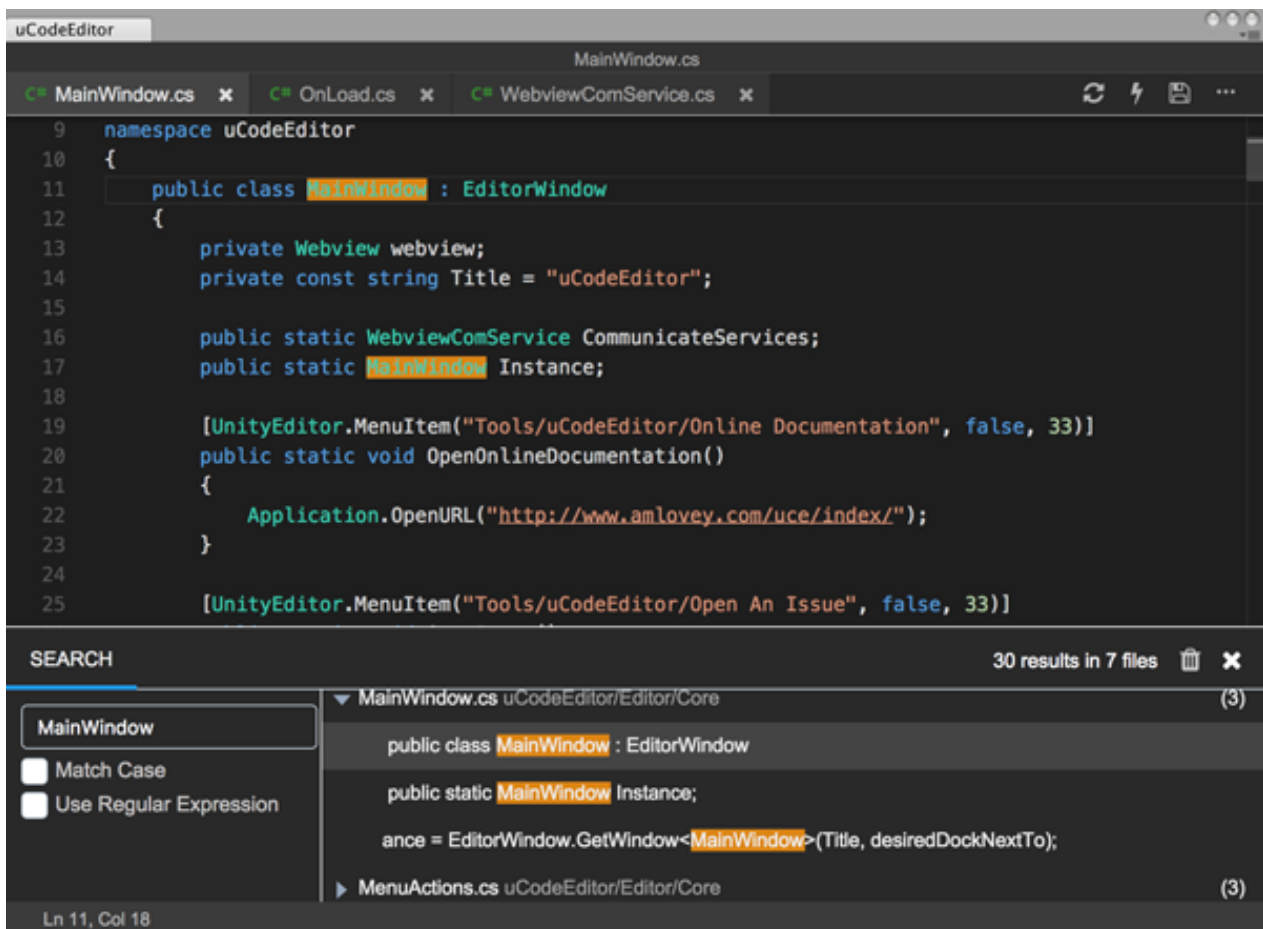 uCodeEditor
MainWindow.cs
C# MainWindow.cs × C# OnLoad.cs × C# WebviewComService.cs × ...
9 namespace uCodeEditor
10 {
11 public class MainWindow : EditorWindow
12 {
13 private Webview webview;
14 private const string Title = "uCodeEditor";
15
16 public static WebviewComService CommunicateServices;
17 public static MainWindow Instance;
18
19 [UnityEditor.MenuItem("Tools/uCodeEditor/Online Documentation", false, 33)]
20 public static void OpenOnlineDocumentation()
21 {
22 Application.OpenURL("http://www.amlovey.com/uce/index/");
23 }
24
25 [UnityEditor.MenuItem("Tools/uCodeEditor/Open An Issue", false, 33)]
SEARCH 30 results in 7 files
MainWindow
Match Case
Use Regular Expression
MainWindow.cs uCodeEditor/Editor/Core (3)
public class MainWindow : EditorWindow
public static MainWindow Instance;
ance = EditorWindow.GetWindow<MainWindow>(Title, desiredDockNextTo);
MenuActions.cs uCodeEditor/Editor/Core (3)
Ln 11, Col 18